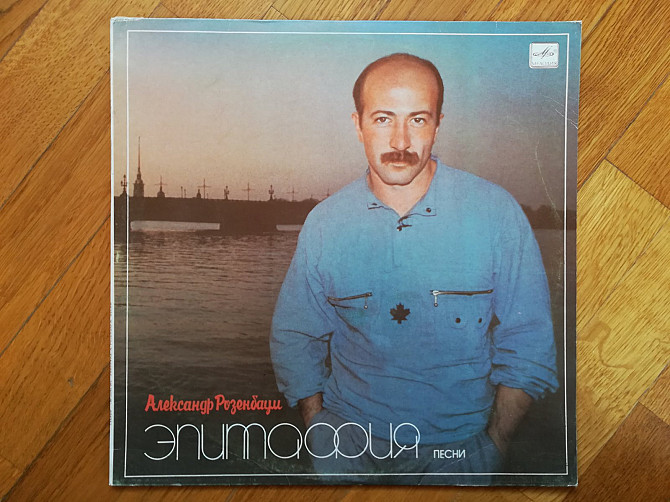 Александр Розенбаум
ЭПИТАФИЯ ПЕСНИ